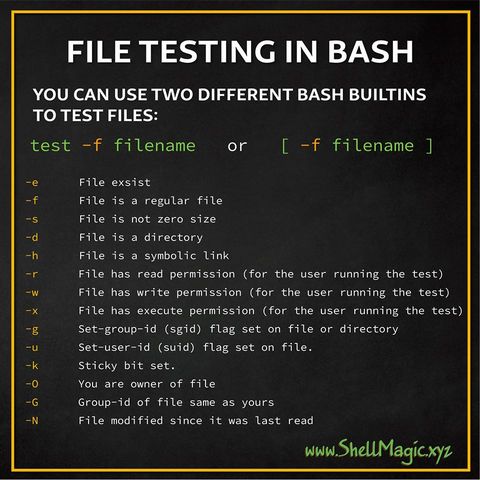 FILE TESTING IN BASH
YOU CAN USE TWO DIFFERENT BASH BUILTINS
TO TEST FILES:
test -f filename or [ -f filename ]
-e File exsist
-f File is a regular file
-s File is not zero size
-d File is a directory
-h File is a symbolic link
-r File has read permission (for the user running the test)
-w File has write permission (for the user running the test)
-x File has execute permission (for the user running the test)
-g Set-group-id (sgid) flag set on file or directory
-u Set-user-id (suid) flag set on file.
-k Sticky bit set.
-O You are owner of file
-G Group-id of file same as yours
-N File modified since it was last read
www.ShellMagic.xyz